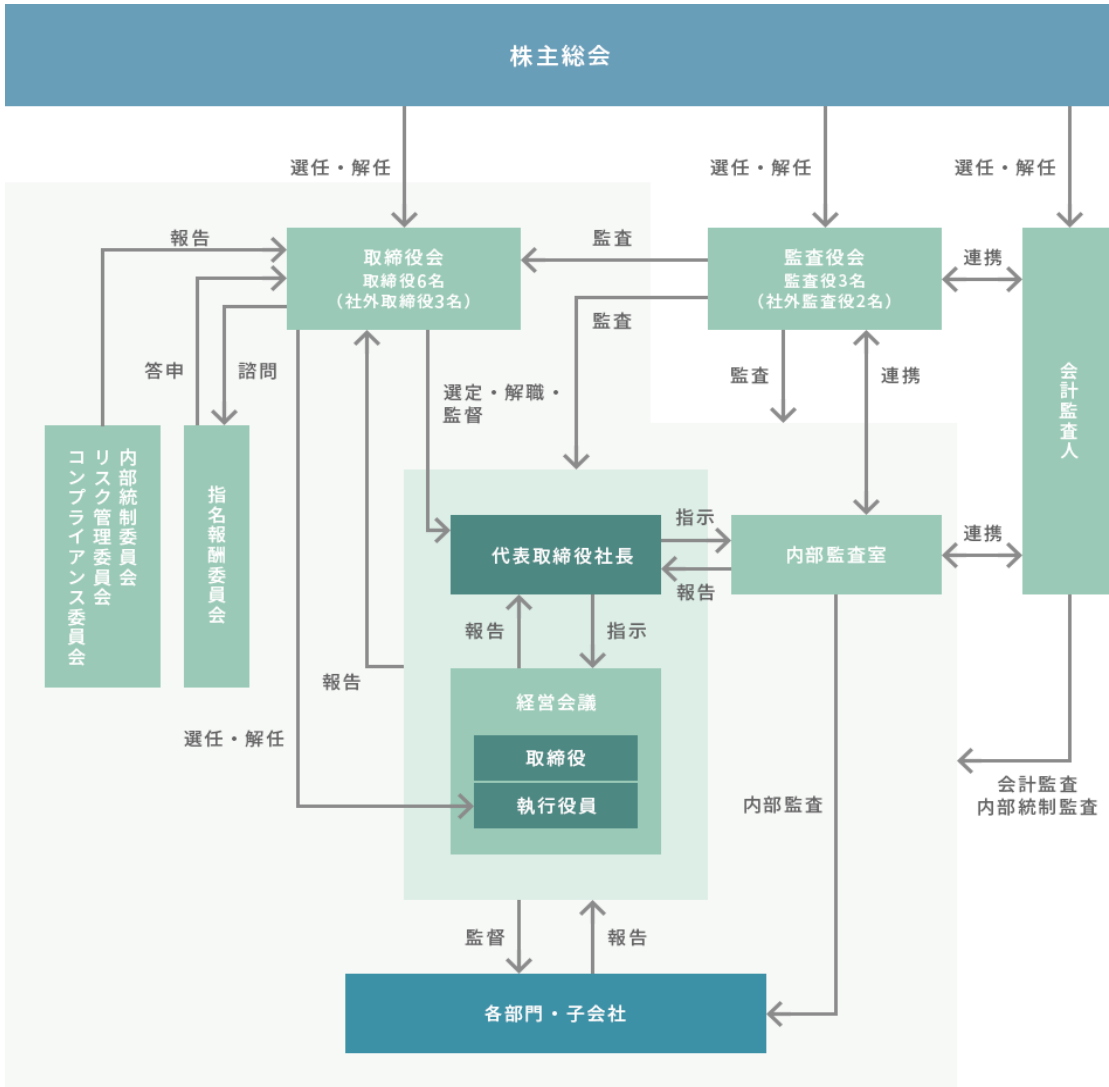 株主総会
選任・解任
選任・解任
選任・解任
報告
取締役会
取締役6名
（社外取締役3名）
監査
監査役会
監査役3名
（社外監査役2名）
連携
監査
答申
諮問
選定・解職・
監督
監査
連携
会計監査人
内部統制委員会
リスク管理委員会
コンプライアンス委員会
指名報酬委員会
代表取締役社長
指示
報告
内部監査室
連携
報告
指示
報告
経営会議
取締役
執行役員
選任・解任
内部監査
会計監査
内部統制監査
監督
報告
各部門・子会社